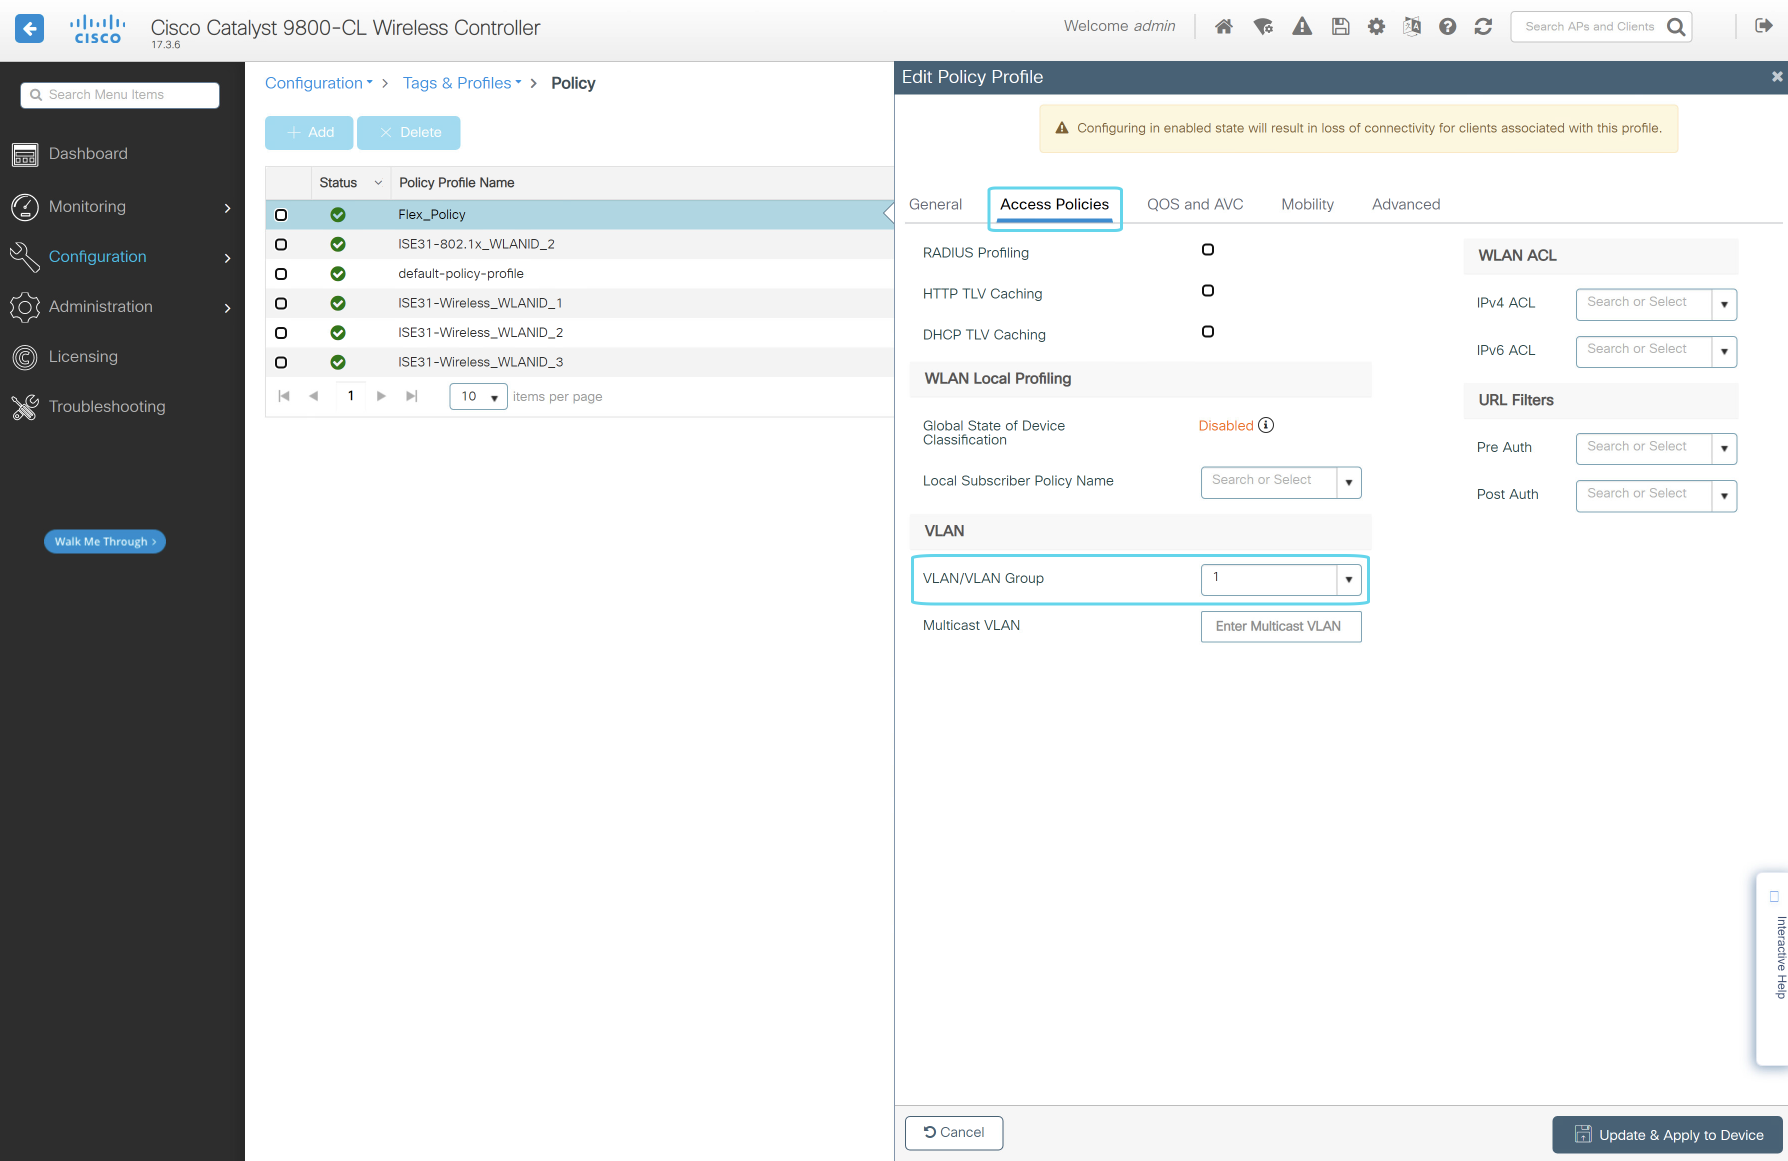 cisco
Cisco Catalyst 9800-CL Wireless Controller
17.3.6
Welcome admin
Search APs and Clients
Search Menu Items
Dashboard
Monitoring
Configuration
Administration
Licensing
Troubleshooting
Walk Me Through >
Configuration > Tags & Profiles > Policy
+ Add
× Delete
Status Policy Profile Name
Flex_Policy
ISE31-802.1x_WLANID_2
default-policy-profile
ISE31-Wireless_WLANID_1
ISE31-Wireless_WLANID_2
ISE31-Wireless_WLANID_3
1 10 items per page
Edit Policy Profile
Configuring in enabled state will result in loss of connectivity for clients associated with this profile.
General Access Policies QOS and AVC Mobility Advanced
RADIUS Profiling
HTTP TLV Caching
DHCP TLV Caching
WLAN Local Profiling
Global State of Device
Classification
Disabled
Local Subscriber Policy Name Search or Select
VLAN
VLAN/VLAN Group 1
Multicast VLAN Enter Multicast VLAN
WLAN ACL
IPv4 ACL Search or Select
IPv6 ACL Search or Select
URL Filters
Pre Auth Search or Select
Post Auth Search or Select
Interactive Help
Cancel
Update & Apply to Device